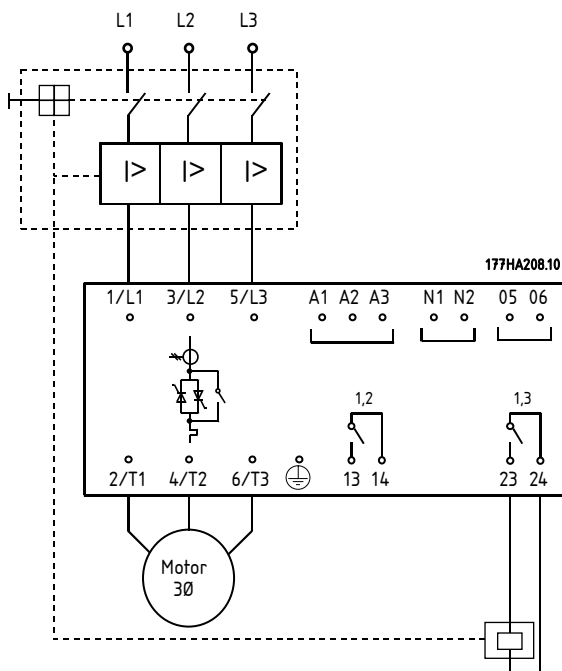 L1 L2 L3
I> I> I>
177HA208.10
1/L1 3/L2 5/L3 A1 A2 A3 N1 N2 05 06
1,2 1,3
2/T1 4/T2 6/T3 13 14 23 24
Motor
3Ø